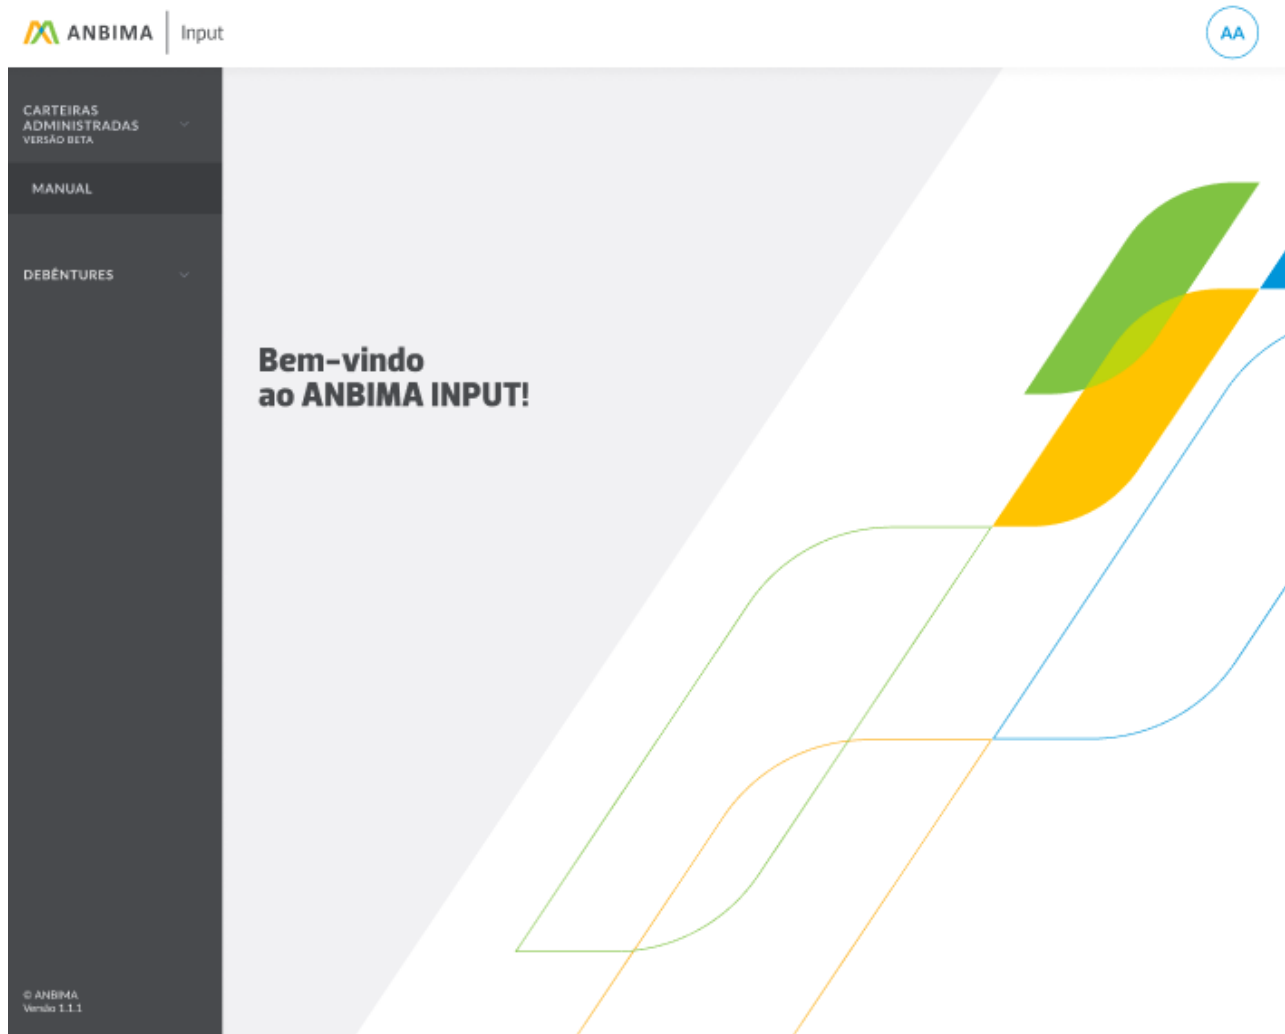 ANBIMA Input
AA
CARTEIRAS
ADMINISTRADAS
VERSÃO BETA
MANUAL
DEBÊNTURES
Bem-vindo
ao ANBIMA INPUT!
© ANBIMA
Versão 1.1.1